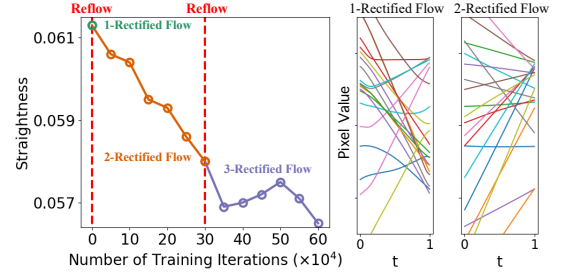 Reflow Reflow
1-Rectified Flow
2-Rectified Flow
3-Rectified Flow
Straightness
0.061
0.059
0.057
0 10 20 30 40 50 60
Number of Training Iterations (×10⁴)
1-Rectified Flow
Pixel Value
0 1
t
2-Rectified Flow
0 1
t